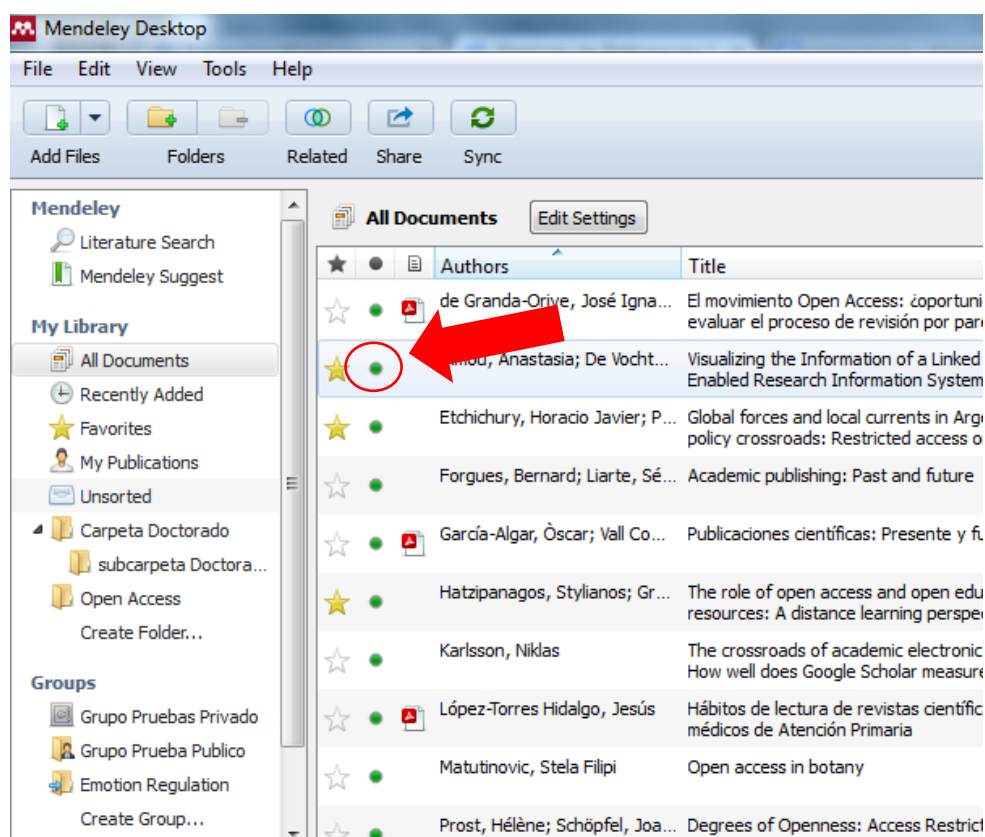 Mendeley Desktop
File Edit View Tools Help
Add Files Folders Related Share Sync
Mendeley
Literature Search
Mendeley Suggest
My Library
All Documents
Recently Added
Favorites
My Publications
Unsorted
Carpeta Doctorado
subcarpeta Doctora...
Open Access
Create Folder...
Groups
Grupo Pruebas Privado
Grupo Prueba Publico
Emotion Regulation
Create Group...
All Documents Edit Settings
Authors Title
de Granda-Orive, José Igna... El movimiento Open Access: ¿oportuni
evaluar el proceso de revisión por par
Anastasia; De Vocht... Visualizing the Information of a Linked
Enabled Research Information System
Etchichury, Horacio Javier; P... Global forces and local currents in Arg
policy crossroads: Restricted access o
Forgues, Bernard; Liarte, Sé... Academic publishing: Past and future
García-Algar, Òscar; Vall Co... Publicaciones científicas: Presente y fu
Hatzipanagos, Stylianos; Gr... The role of open access and open edu
resources: A distance learning perspe
Karlsson, Niklas The crossroads of academic electronic
How well does Google Scholar measure
López-Torres Hidalgo, Jesús Hábitos de lectura de revistas científic
médicos de Atención Primaria
Matutinovic, Stela Filipi Open access in botany
Prost, Hélène; Schöpfel, Joa... Degrees of Openness: Access Restrict